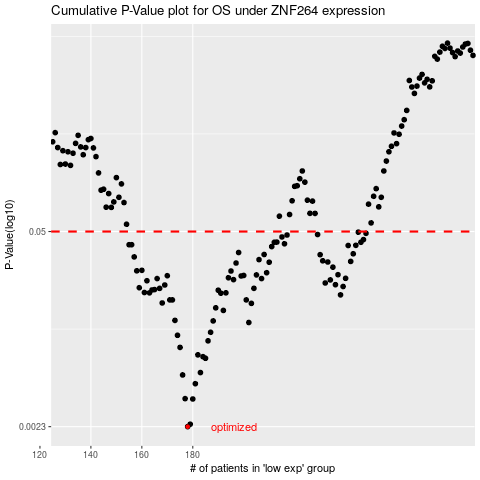 Cumulative P-Value plot for OS under ZNF264 expression
P-Value(log10)
0.05
0.0023
optimized
120 140 160 180
# of patients in 'low exp' group